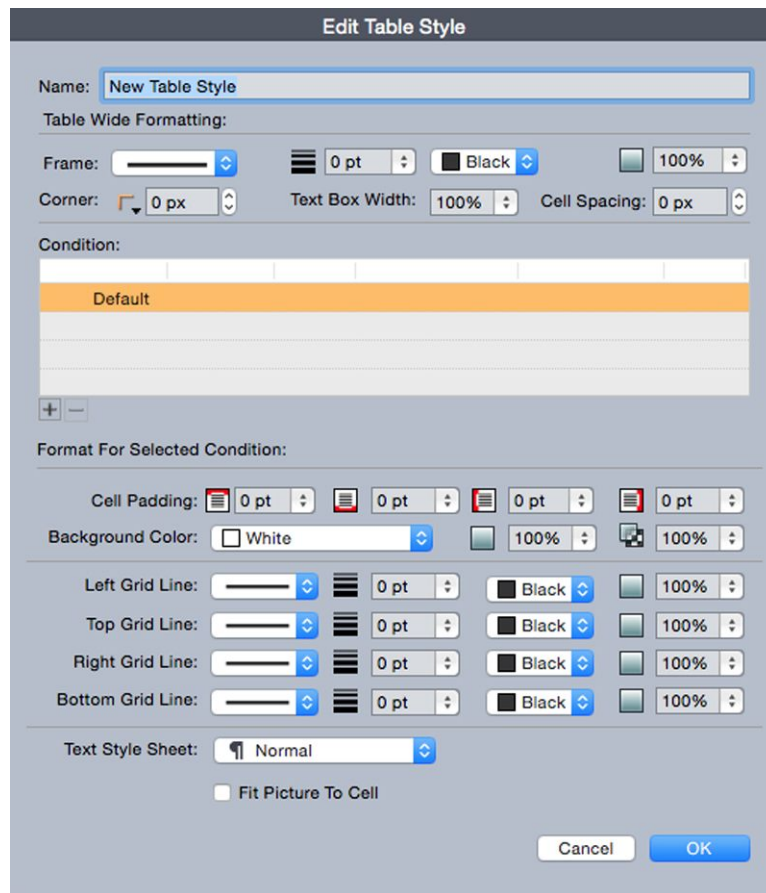 Edit Table Style
Name: New Table Style
Table Wide Formatting:
Frame: 0 pt Black 100%
Corner: 0 px Text Box Width: 100% Cell Spacing: 0 px
Condition:
Default
Format For Selected Condition:
Cell Padding: 0 pt 0 pt 0 pt 0 pt
Background Color: White 100% 100%
Left Grid Line: 0 pt Black 100%
Top Grid Line: 0 pt Black 100%
Right Grid Line: 0 pt Black 100%
Bottom Grid Line: 0 pt Black 100%
Text Style Sheet: ¶ Normal
Fit Picture To Cell
Cancel OK